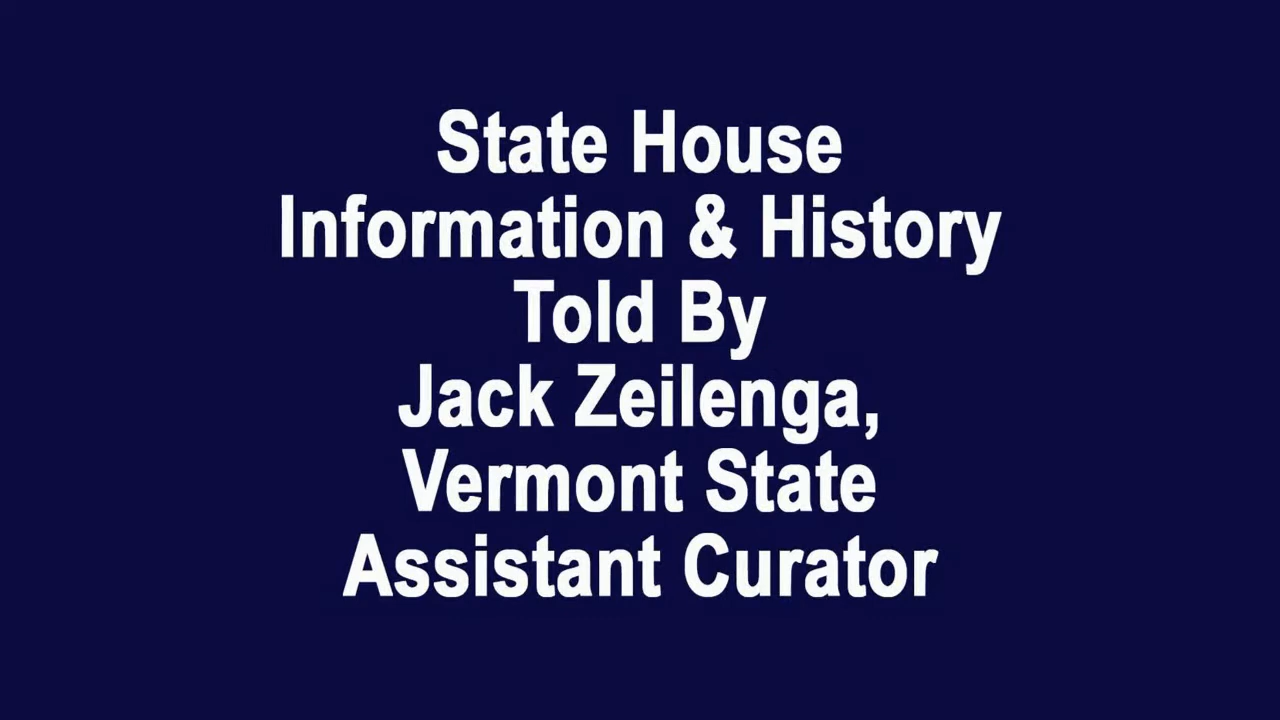 State House
Information & History
Told By
Jack Zeilenga,
Vermont State
Assistant Curator